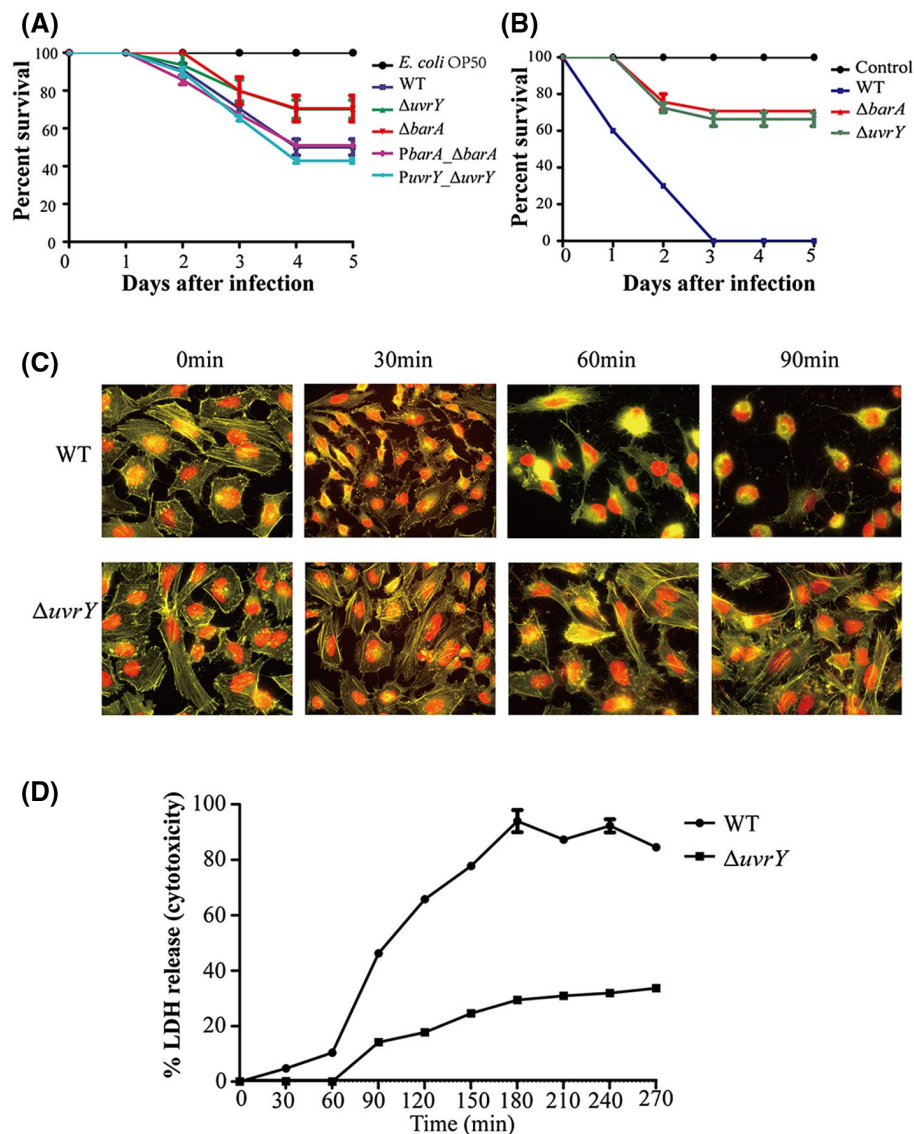 (A)
Percent survival
100
80
60
40
20
0
0 1 2 3 4 5
Days after infection
E. coli OP50
WT
ΔuvrY
ΔbarA
PbarA_ΔbarA
PuvrY_ΔuvrY
(B)
Percent survival
100
80
60
40
20
0
0 1 2 3 4 5
Days after infection
Control
WT
ΔbarA
ΔuvrY
(C)
0min 30min 60min 90min
WT
ΔuvrY
(D)
% LDH release (cytotoxicity)
100
80
60
40
20
0
0 30 60 90 120 150 180 210 240 270
Time (min)
WT
ΔuvrY